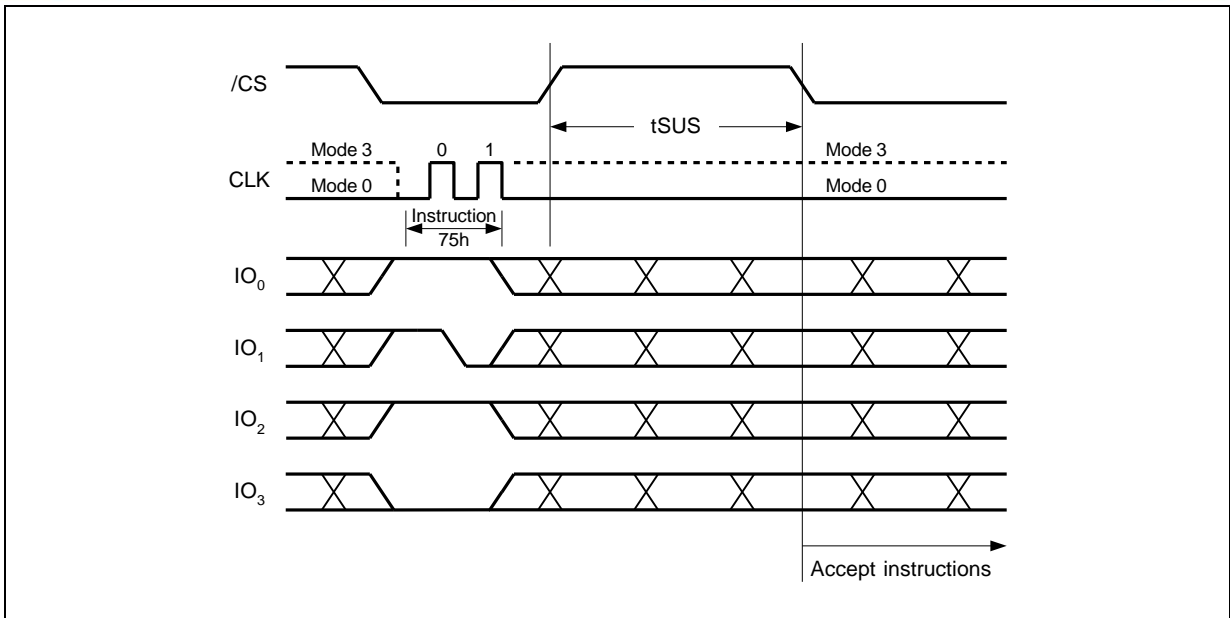 /CS
tSUS
Mode 3 0 1 Mode 3
CLK
Mode 0 Mode 0
Instruction
75h
IO0
IO1
IO2
IO3
Accept instructions